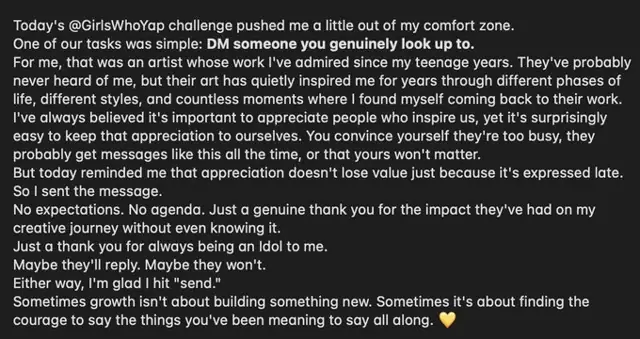 Today's @GirlsWhoYap challenge pushed me a little out of my comfort zone.
One of our tasks was simple: DM someone you genuinely look up to.
For me, that was an artist whose work I've admired since my teenage years. They've probably
never heard of me, but their art has quietly inspired me for years through different phases of
life, different styles, and countless moments where I found myself coming back to their work.
I've always believed it's important to appreciate people who inspire us, yet it's surprisingly
easy to keep that appreciation to ourselves. You convince yourself they're too busy, they
probably get messages like this all the time, or that yours won't matter.
But today reminded me that appreciation doesn't lose value just because it's expressed late.
So I sent the message.
No expectations. No agenda. Just a genuine thank you for the impact they've had on my
creative journey without even knowing it.
Just a thank you for always being an Idol to me.
Maybe they'll reply. Maybe they won't.
Either way, I'm glad I hit "send."
Sometimes growth isn't about building something new. Sometimes it's about finding the
courage to say the things you've been meaning to say all along. 💛